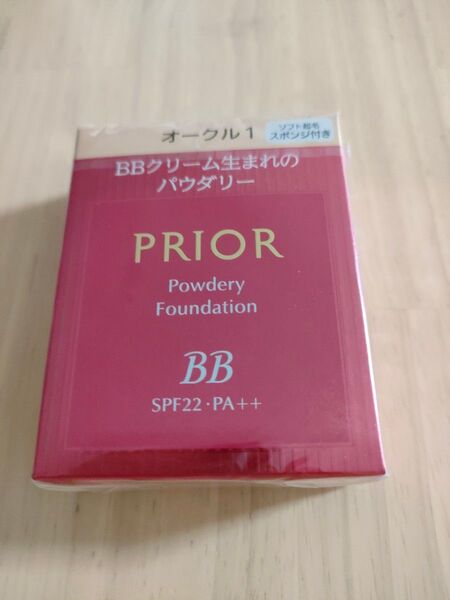 オークル1
ソフト起毛
スポンジ付き
BBクリーム生まれの
パウダリー
PRIOR
Powdery
Foundation
BB
SPF22・PA++